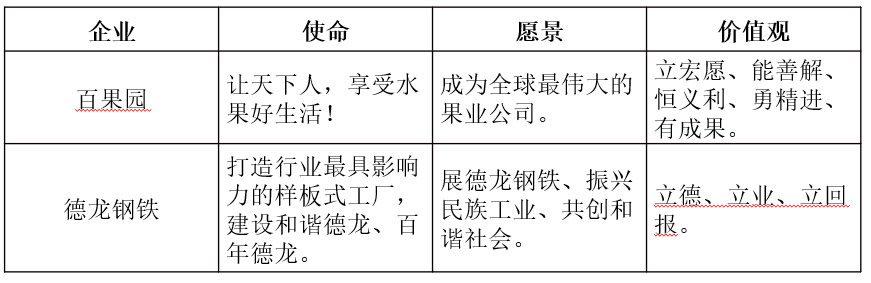 企业 使命 愿景 价值观
百果园
让天下人，享受水
果好生活！
成为全球最伟大的
果业公司。
立宏愿、能善解、
恒义利、勇精进、
有成果。
德龙钢铁
打造行业最具影响
力的样板式工厂，
建设和谐德龙、百
年德龙。
展德龙钢铁、振兴
民族工业、共创和
谐社会。
立德、立业、立回
报。